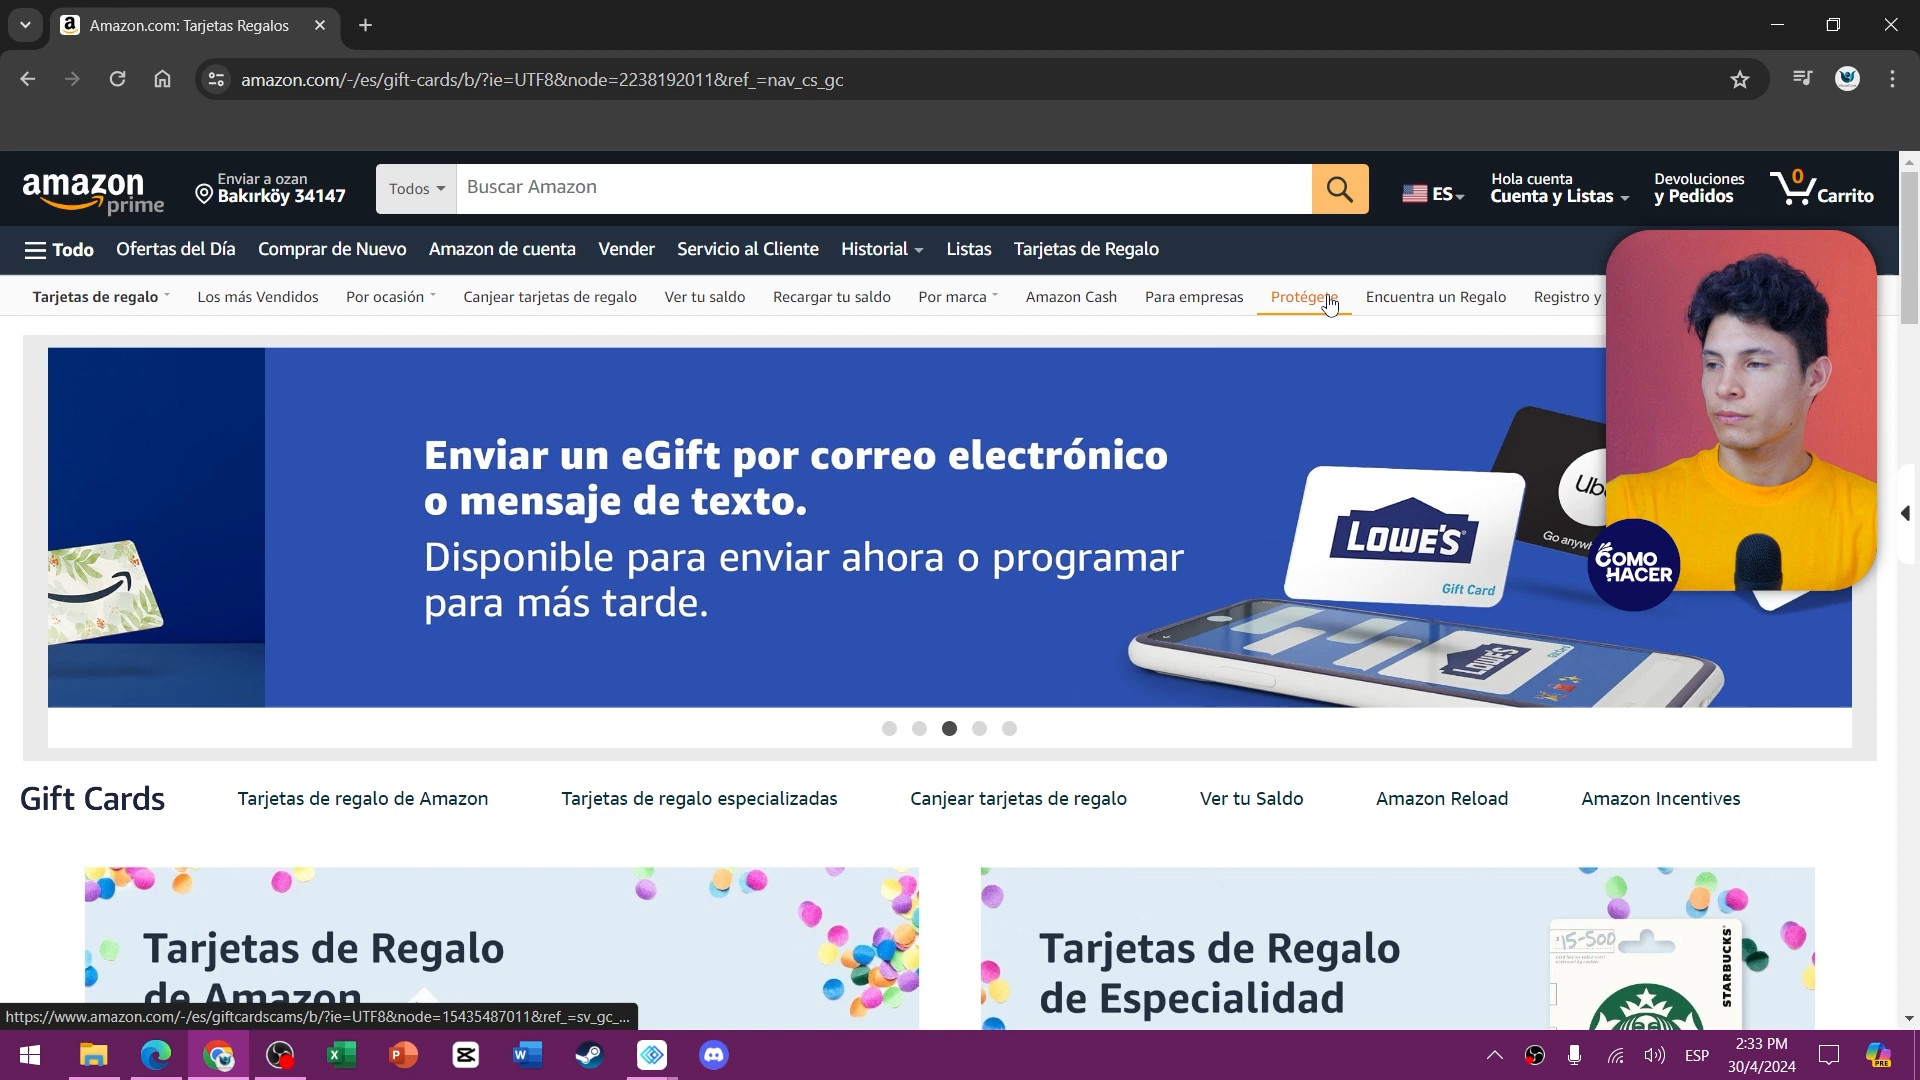 Amazon.com: Tarjetas Regalos
amazon.com/-/es/gift-cards/b/?ie=UTF8&node=2238192011&ref_=nav_cs_gc
amazon prime
Enviar a ozan
Bakırköy 34147
Todos
Buscar Amazon
ES
Hola cuenta
Cuenta y Listas
Devoluciones
y Pedidos
0
Carrito
Todo
Ofertas del Día
Comprar de Nuevo
Amazon de cuenta
Vender
Servicio al Cliente
Historial
Listas
Tarjetas de Regalo
Tarjetas de regalo
Los más Vendidos
Por ocasión
Canjear tarjetas de regalo
Ver tu saldo
Recargar tu saldo
Por marca
Amazon Cash
Para empresas
Protégete
Encuentra un Regalo
Registro y
Enviar un eGift por correo electrónico
o mensaje de texto.
Disponible para enviar ahora o programar
para más tarde.
LOWE'S
Gift Card
Ub
Go anywh
LOWE'S
COMO
HACER
Gift Cards
Tarjetas de regalo de Amazon
Tarjetas de regalo especializadas
Canjear tarjetas de regalo
Ver tu Saldo
Amazon Reload
Amazon Incentives
Tarjetas de Regalo
de Amazon
Tarjetas de Regalo
de Especialidad
$15-500
STARBUCKS
https://www.amazon.com/-/es/giftcardscams/b/?ie=UTF8&node=15435487011&ref_=sv_gc_...
ESP
2:33 PM
30/4/2024
PRE